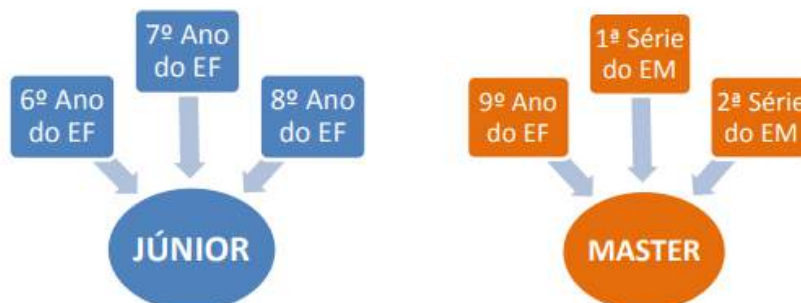 7º Ano
do EF
6º Ano
do EF
8º Ano
do EF
JÚNIOR
1ª Série
do EM
9º Ano
do EF
2ª Série
do EM
MASTER